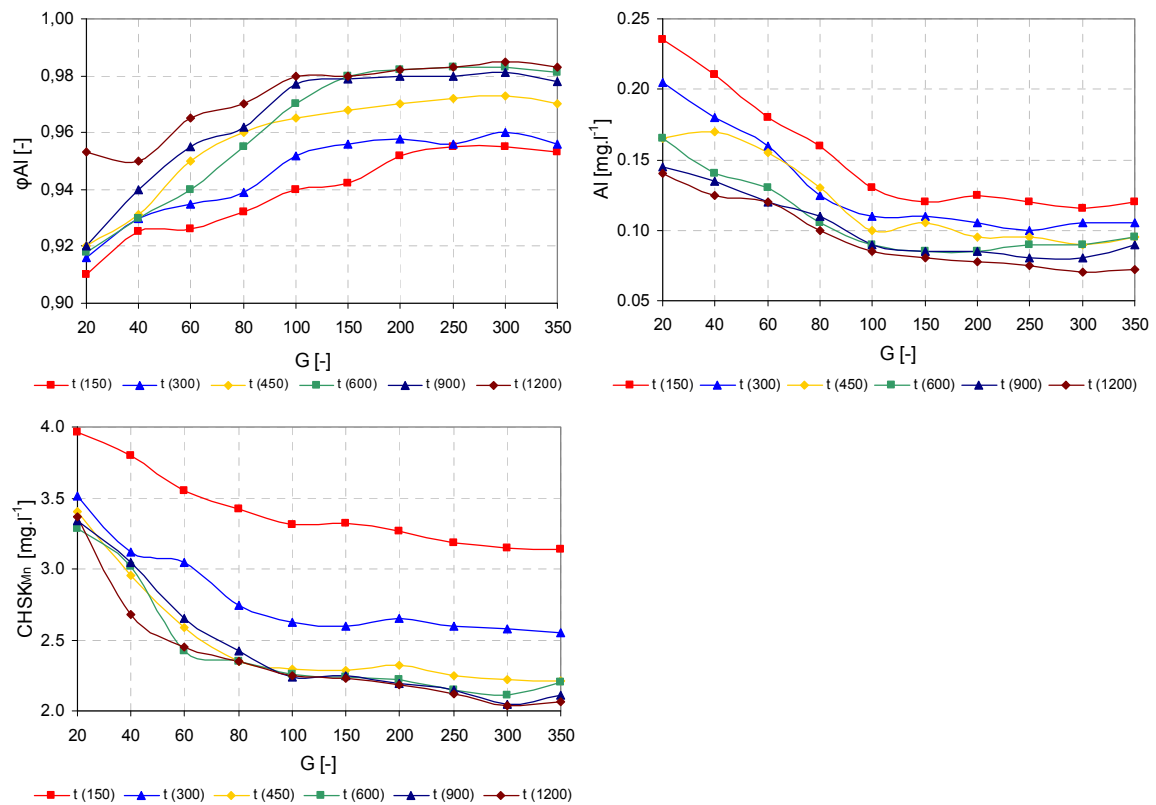 1,00
0,98
0,96
0,94
0,92
0,90
φAl [-]
20 40 60 80 100 150 200 250 300 350
G [-]
t (150) t (300) t (450) t (600) t (900) t (1200)
0.25
0.20
0.15
0.10
0.05
Al [mg.l⁻¹]
20 40 60 80 100 150 200 250 300 350
G [-]
t (150) t (300) t (450) t (600) t (900) t (1200)
4.0
3.5
3.0
2.5
2.0
CHSKMn [mg.l⁻¹]
20 40 60 80 100 150 200 250 300 350
G [-]
t (150) t (300) t (450) t (600) t (900) t (1200)